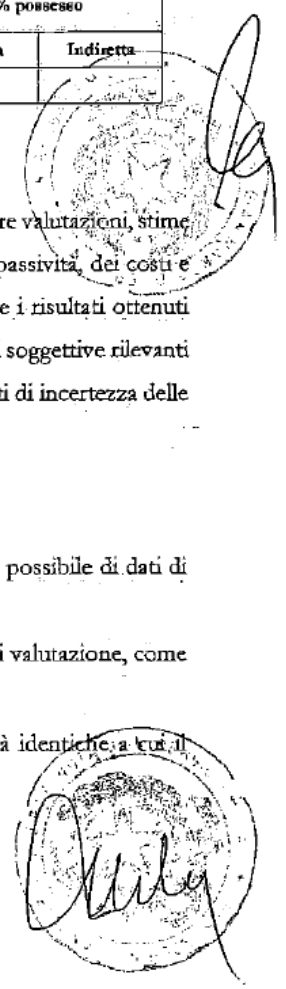 % possesso
a Indiretta
re valutazioni, stime
passività, dei costi e
e i risultati ottenuti
soggettive rilevanti
ti di incertezza delle
possibile di dati di
i valutazione, come
à identiche a cui il